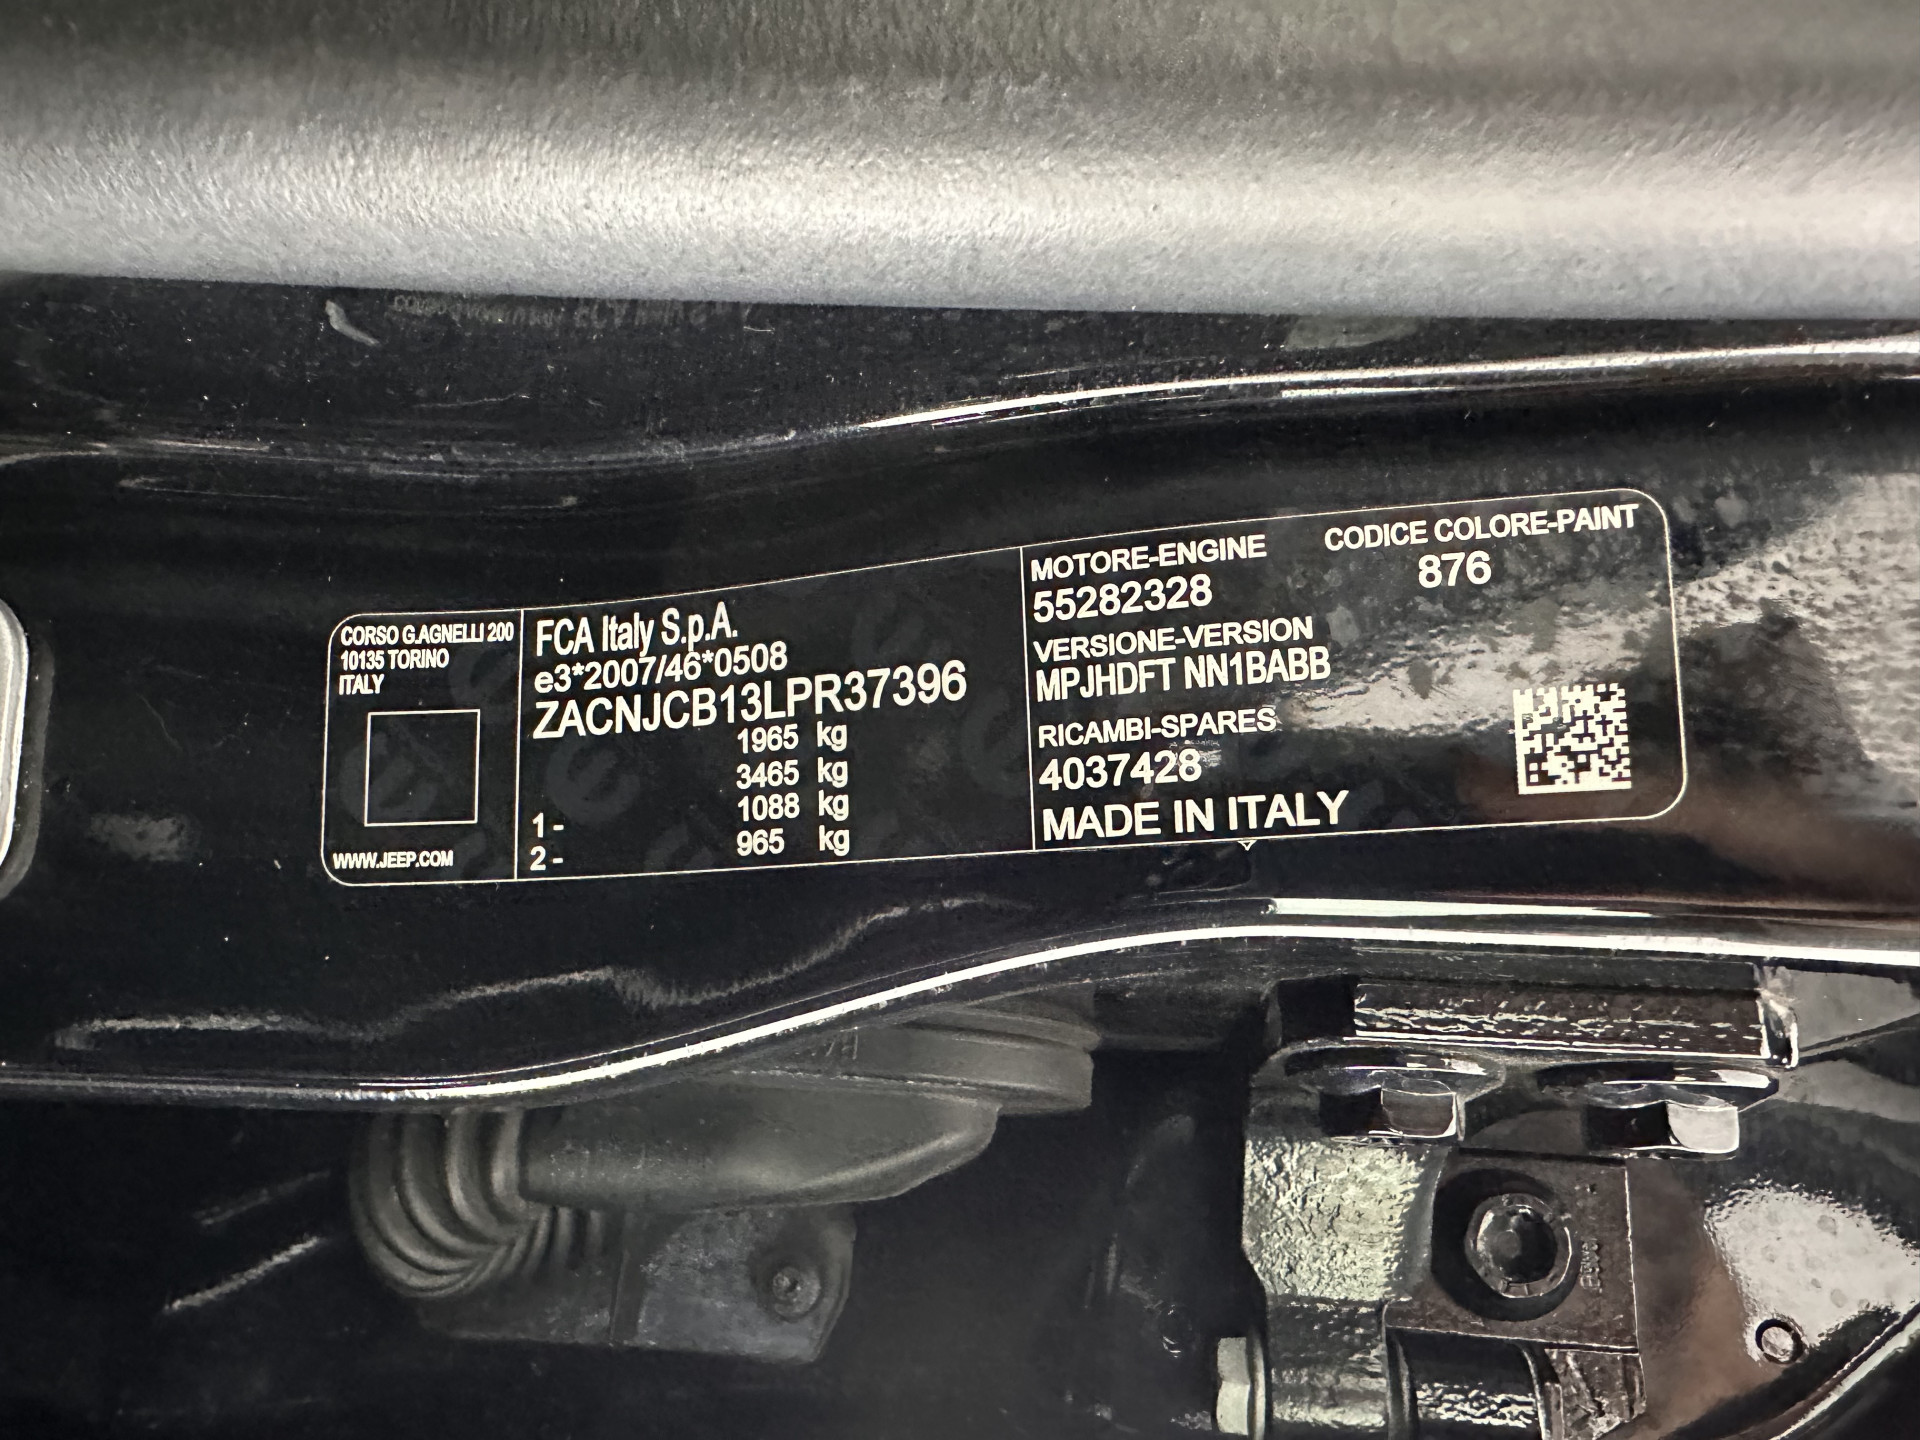 CORSO G.AGNELLI 200
10135 TORINO
ITALY
WWW.JEEP.COM
FCA Italy S.p.A.
e3*2007/46*0508
ZACNJCB13LPR37396
1965 kg
3465 kg
1 - 1088 kg
2 - 965 kg
MOTORE-ENGINE
55282328
CODICE COLORE-PAINT
876
VERSIONE-VERSION
MPJHDFT NN1BABB
RICAMBI-SPARES
4037428
MADE IN ITALY